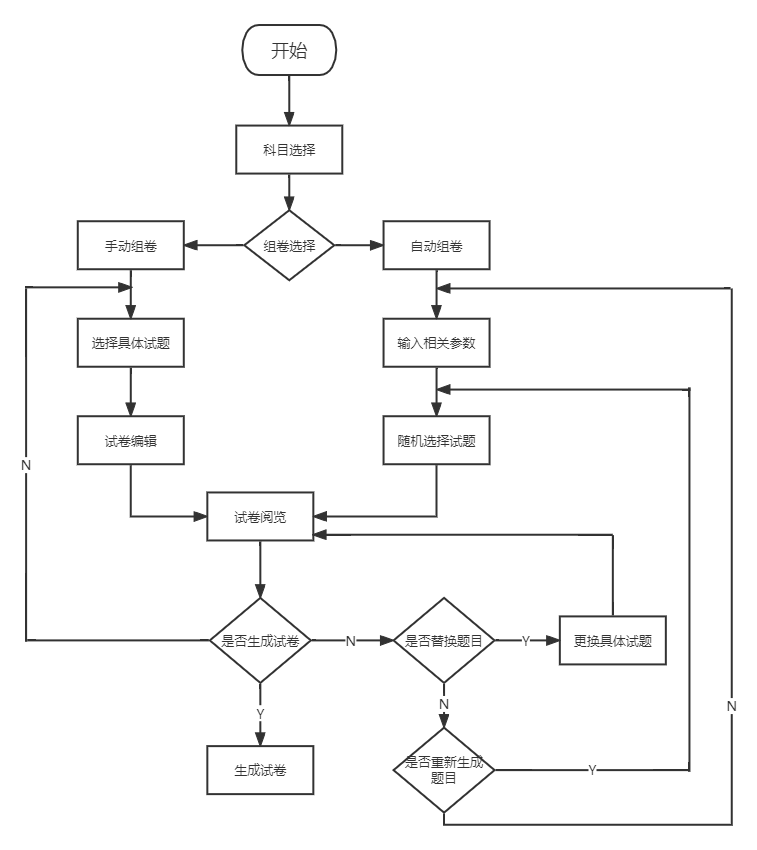 开始
科目选择
手动组卷
组卷选择
自动组卷
选择具体试题
输入相关参数
试卷编辑
随机选择试题
N
试卷阅览
是否生成试卷
N
是否替换题目
Y
更换具体试题
N
N
Y
生成试卷
是否重新生成
题目
Y